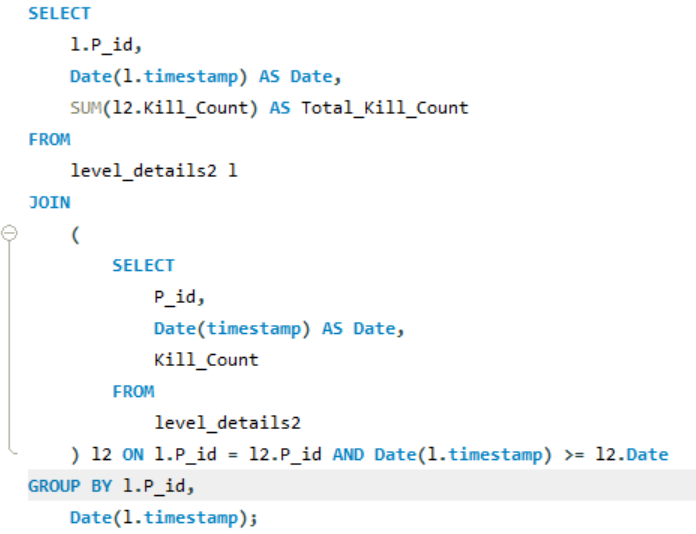 SELECT
l.P_id,
Date(l.timestamp) AS Date,
SUM(l2.Kill_Count) AS Total_Kill_Count
FROM
level_details2 l
JOIN
(
SELECT
P_id,
Date(timestamp) AS Date,
Kill_Count
FROM
level_details2
) l2 ON l.P_id = l2.P_id AND Date(l.timestamp) >= l2.Date
GROUP BY l.P_id,
Date(l.timestamp);